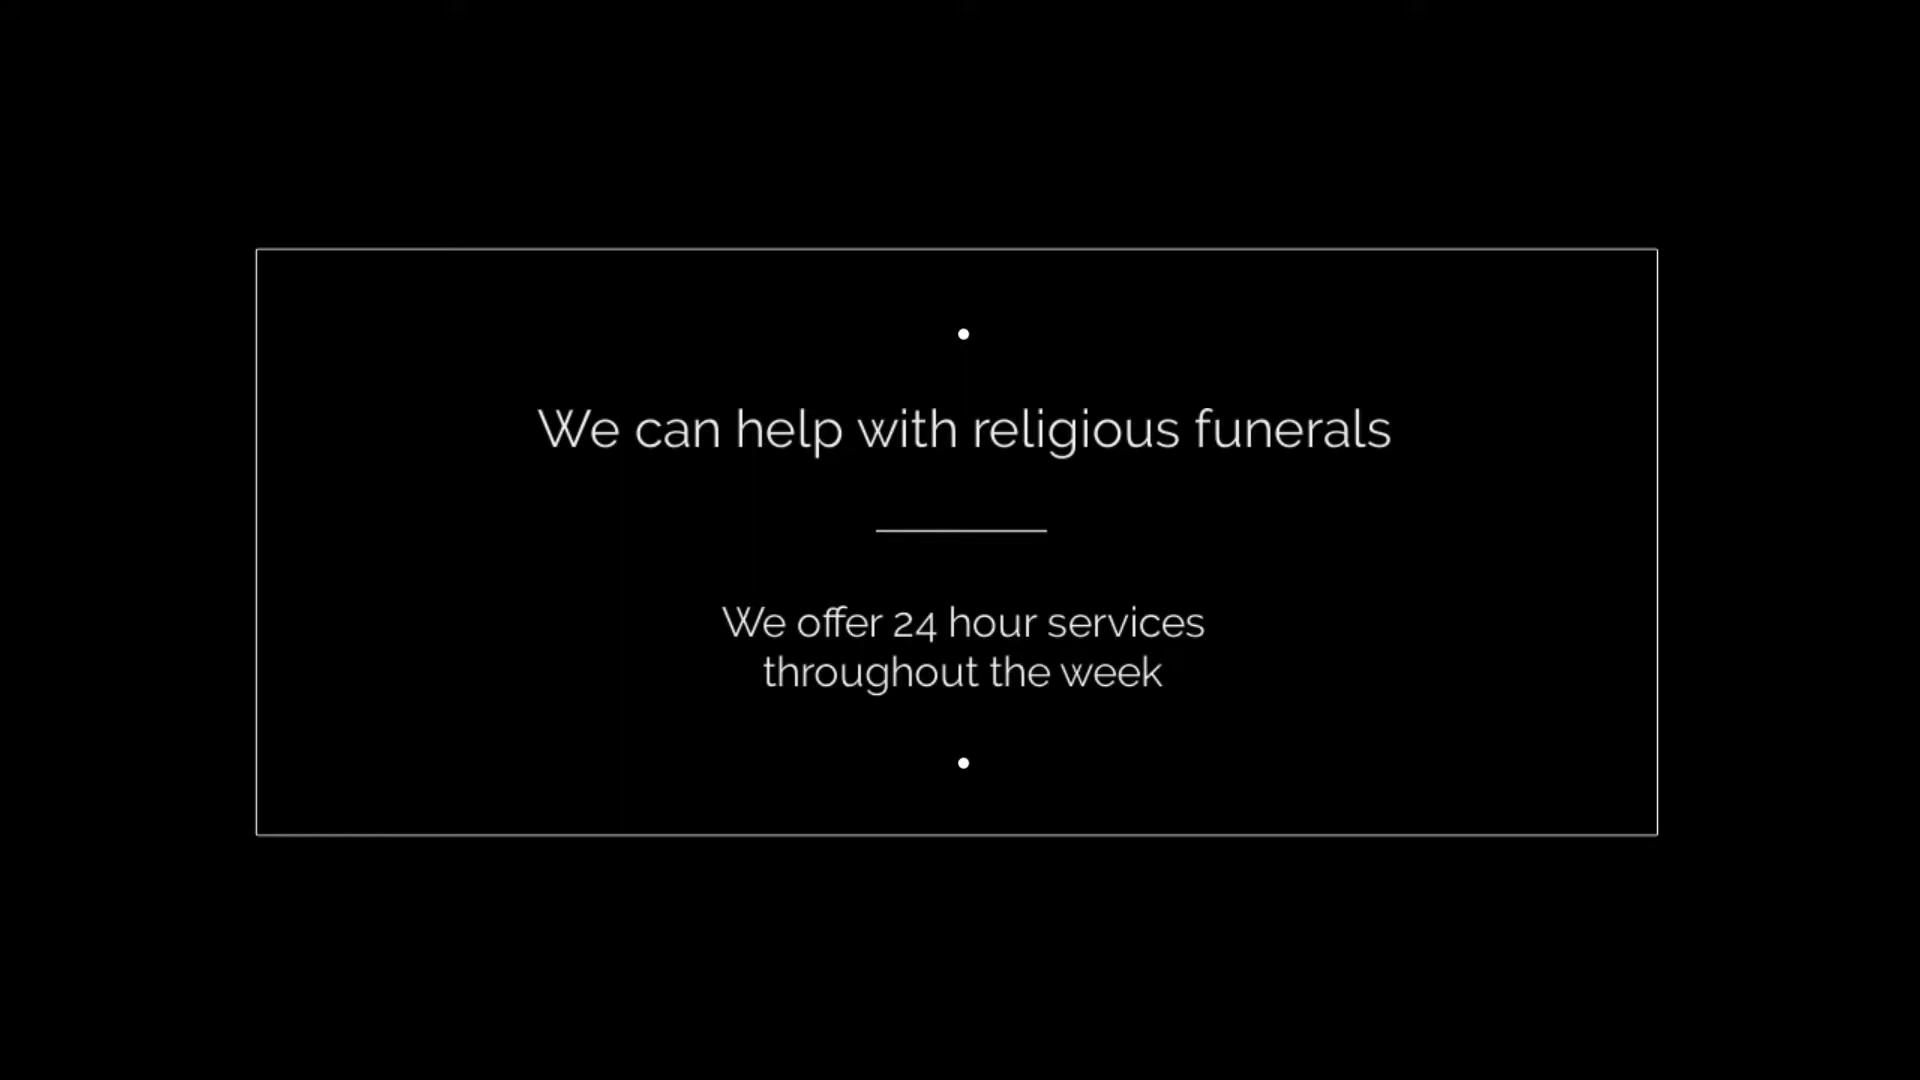 We can help with religious funerals
We offer 24 hour services
throughout the week